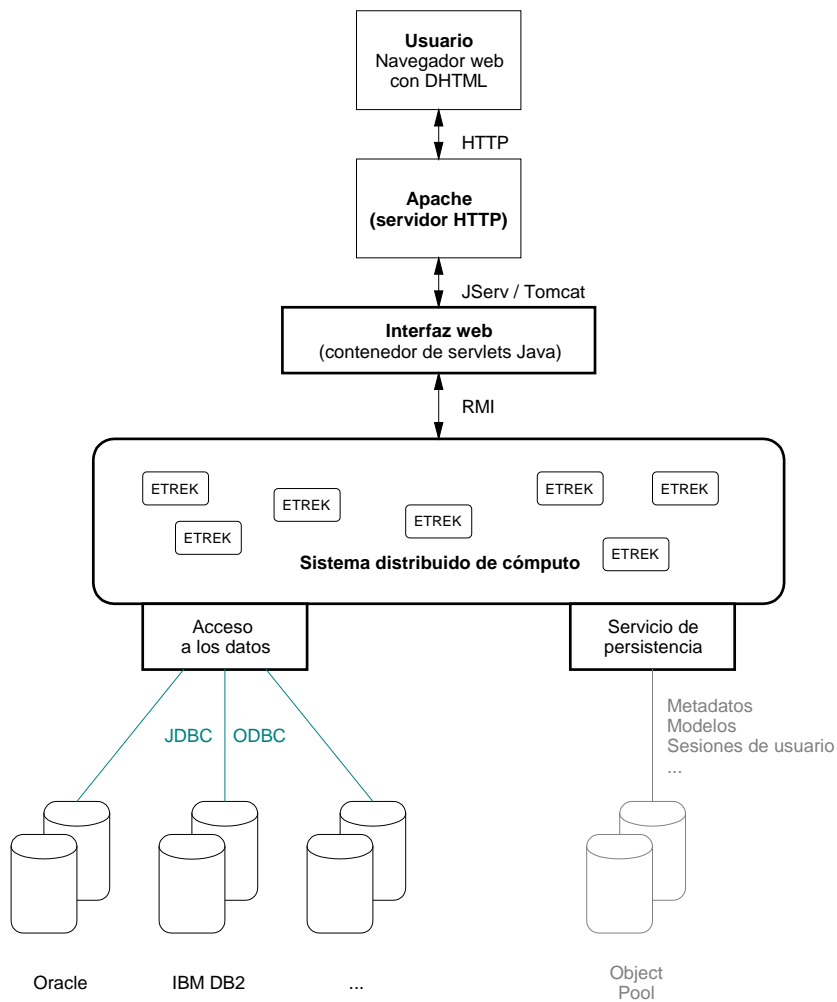 Usuario
Navegador web
con DHTML
HTTP
Apache
(servidor HTTP)
JServ / Tomcat
Interfaz web
(contenedor de servlets Java)
RMI
ETREK
ETREK
ETREK
ETREK
ETREK
ETREK
ETREK
Sistema distribuido de cómputo
Acceso
a los datos
Servicio de
persistencia
JDBC
ODBC
Metadatos
Modelos
Sesiones de usuario
...
Oracle
IBM DB2
...
Object
Pool